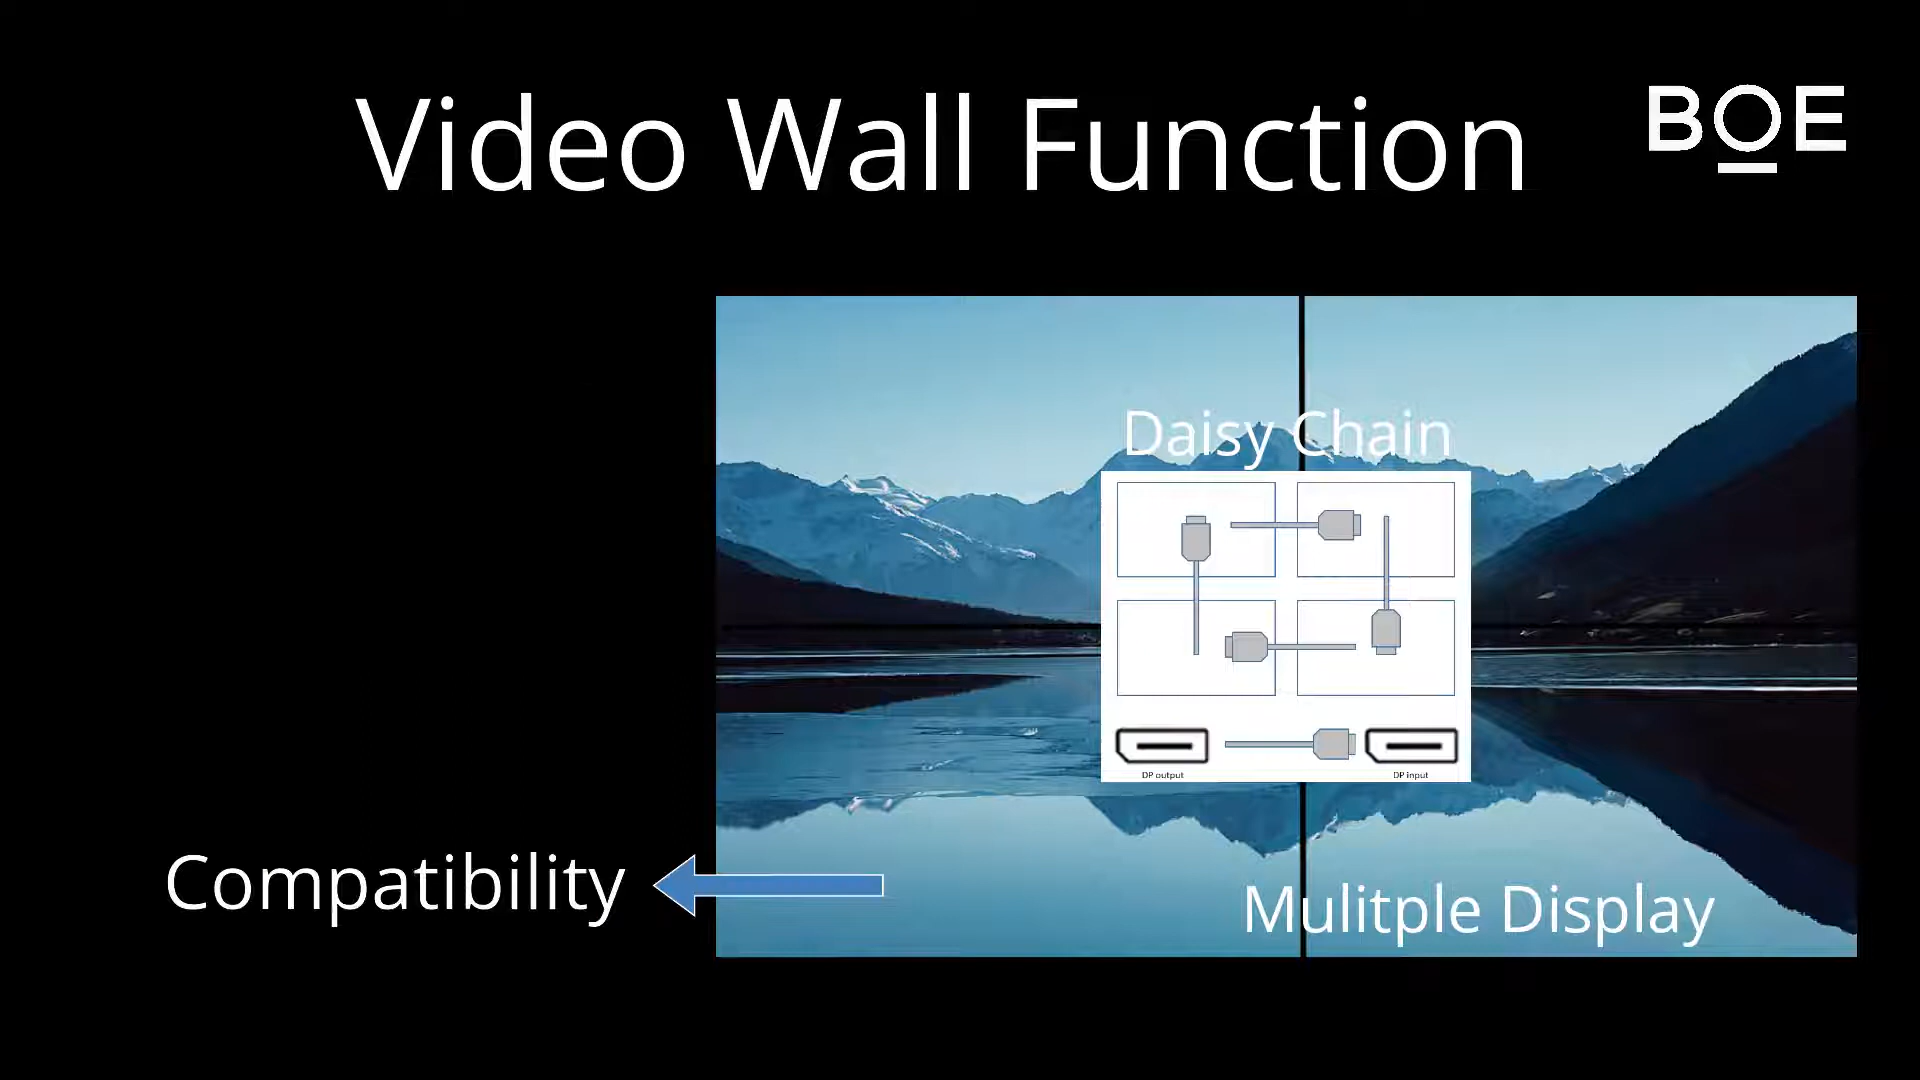 Video Wall Function
BOE
Daisy Chain
DP output
DP input
Compatibility
Mulitple Display